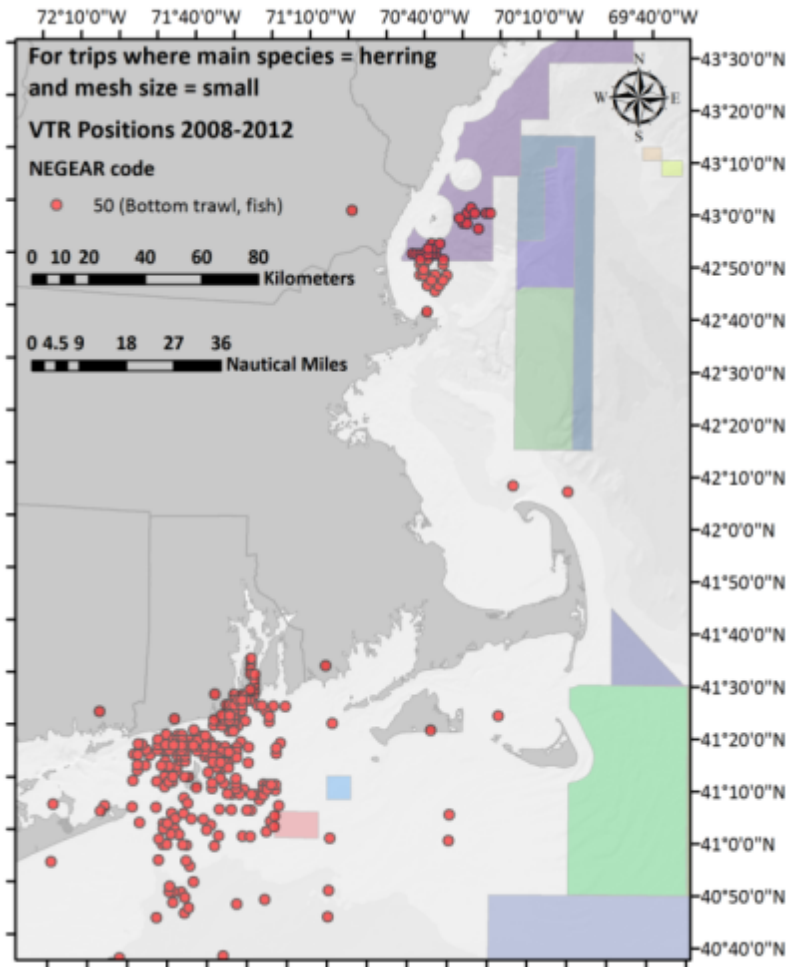 72°10'0"W 71°40'0"W 71°10'0"W 70°40'0"W 70°10'0"W 69°40'0"W
For trips where main species = herring
and mesh size = small
VTR Positions 2008-2012
NEGEAR code
50 (Bottom trawl, fish)
0 10 20 40 60 80
Kilometers
0 4.5 9 18 27 36
Nautical Miles
N
W E
S
43°30'0"N
43°20'0"N
43°10'0"N
43°0'0"N
42°50'0"N
42°40'0"N
42°30'0"N
42°20'0"N
42°10'0"N
42°0'0"N
41°50'0"N
41°40'0"N
41°30'0"N
41°20'0"N
41°10'0"N
41°0'0"N
40°50'0"N
40°40'0"N